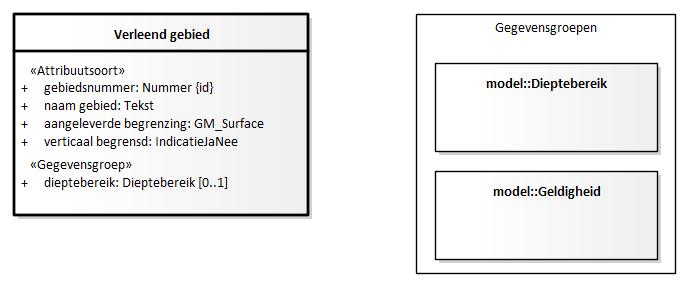 Verleend gebied
«Attribuutsoort»
+ gebiedsnummer: Nummer {id}
+ naam gebied: Tekst
+ aangeleverde begrenzing: GM_Surface
+ verticaal begrensd: IndicatieJaNee
«Gegevensgroep»
+ dieptebereik: Dieptebereik [0..1]
Gegevensgroepen
model::Dieptebereik
model::Geldigheid